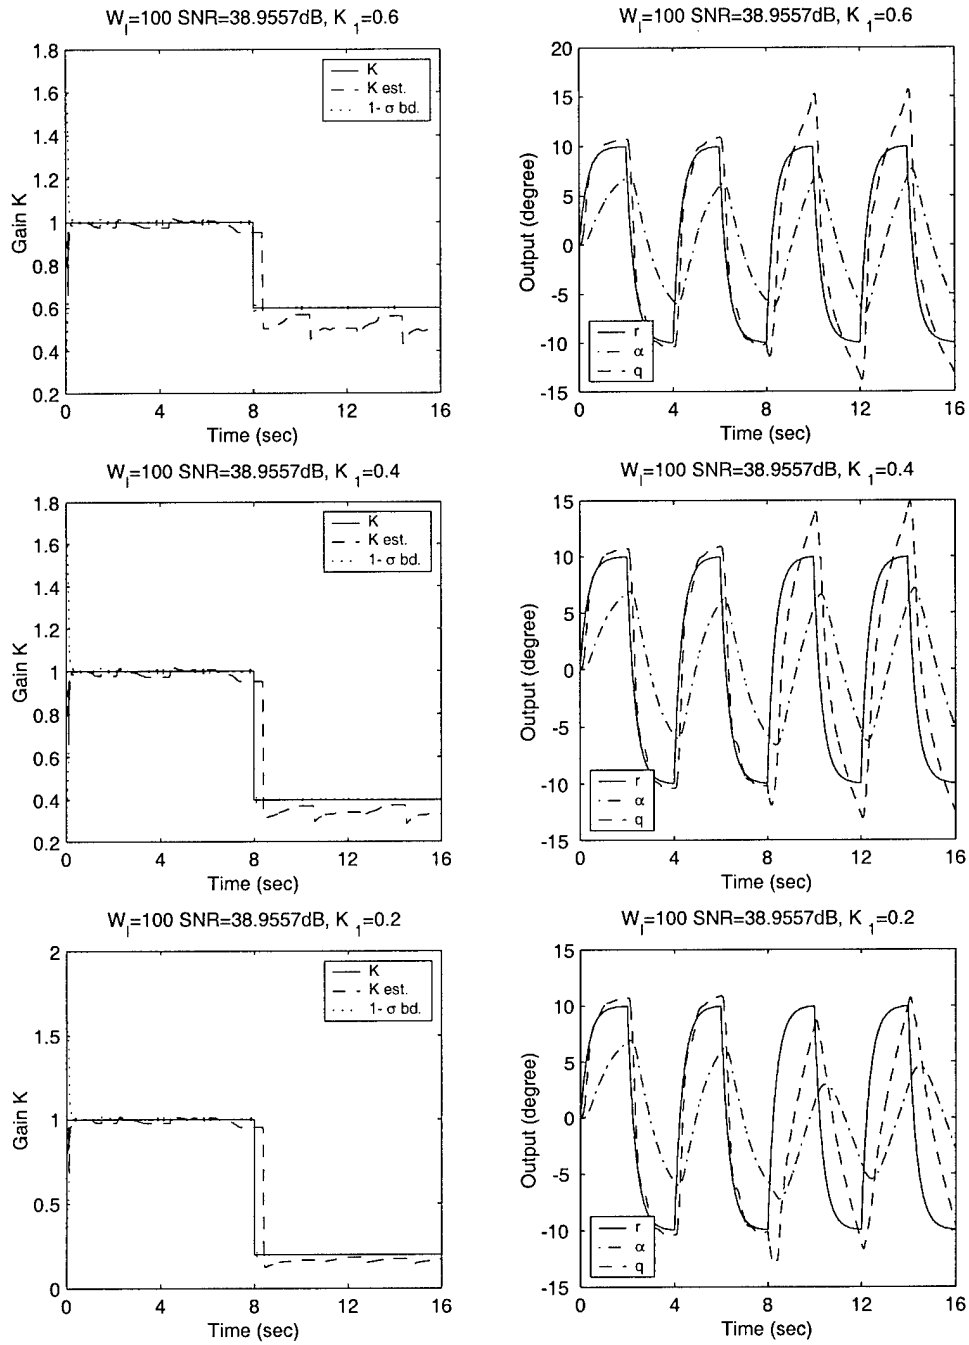 W_l=100 SNR=38.9557dB, K_1=0.6
Gain K
1.8
1.6
1.4
1.2
1
0.8
0.6
0.4
0.2
K
K est.
1- σ bd.
0 4 8 12 16
Time (sec)
W_l=100 SNR=38.9557dB, K_1=0.6
Output (degree)
20
15
10
5
0
-5
-10
-15
r
α
q
0 4 8 12 16
Time (sec)
W_l=100 SNR=38.9557dB, K_1=0.4
Gain K
1.8
1.6
1.4
1.2
1
0.8
0.6
0.4
0.2
K
K est.
1- σ bd.
0 4 8 12 16
Time (sec)
W_l=100 SNR=38.9557dB, K_1=0.4
Output (degree)
15
10
5
0
-5
-10
-15
r
α
q
0 4 8 12 16
Time (sec)
W_l=100 SNR=38.9557dB, K_1=0.2
Gain K
2
1.5
1
0.5
0
K
K est.
1- σ bd.
0 4 8 12 16
Time (sec)
W_l=100 SNR=38.9557dB, K_1=0.2
Output (degree)
15
10
5
0
-5
-10
-15
r
α
q
0 4 8 12 16
Time (sec)